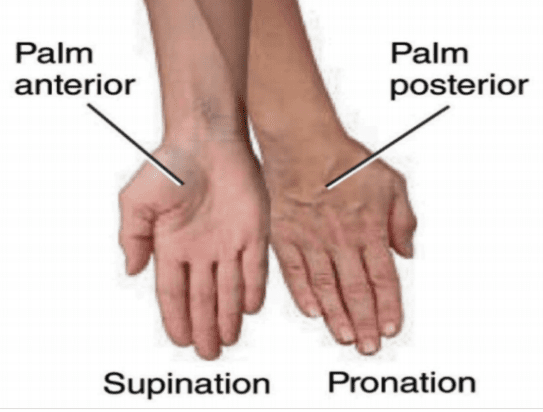 Palm
anterior
Palm
posterior
Supination
Pronation